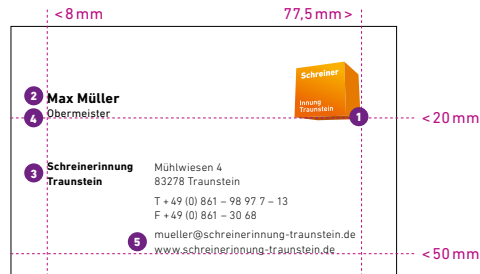 <8 mm
77,5 mm>
Schreiner
Innung
Traunstein
1
2 Max Müller
4 Obermeister
<20 mm
3 Schreinerinnung
Traunstein
Mühlwiesen 4
83278 Traunstein
T + 49 (0) 861 – 98 97 7 – 13
F + 49 (0) 861 – 30 68
5 mueller@schreinerinnung-traunstein.de
www.schreinerinnung-traunstein.de
<50 mm